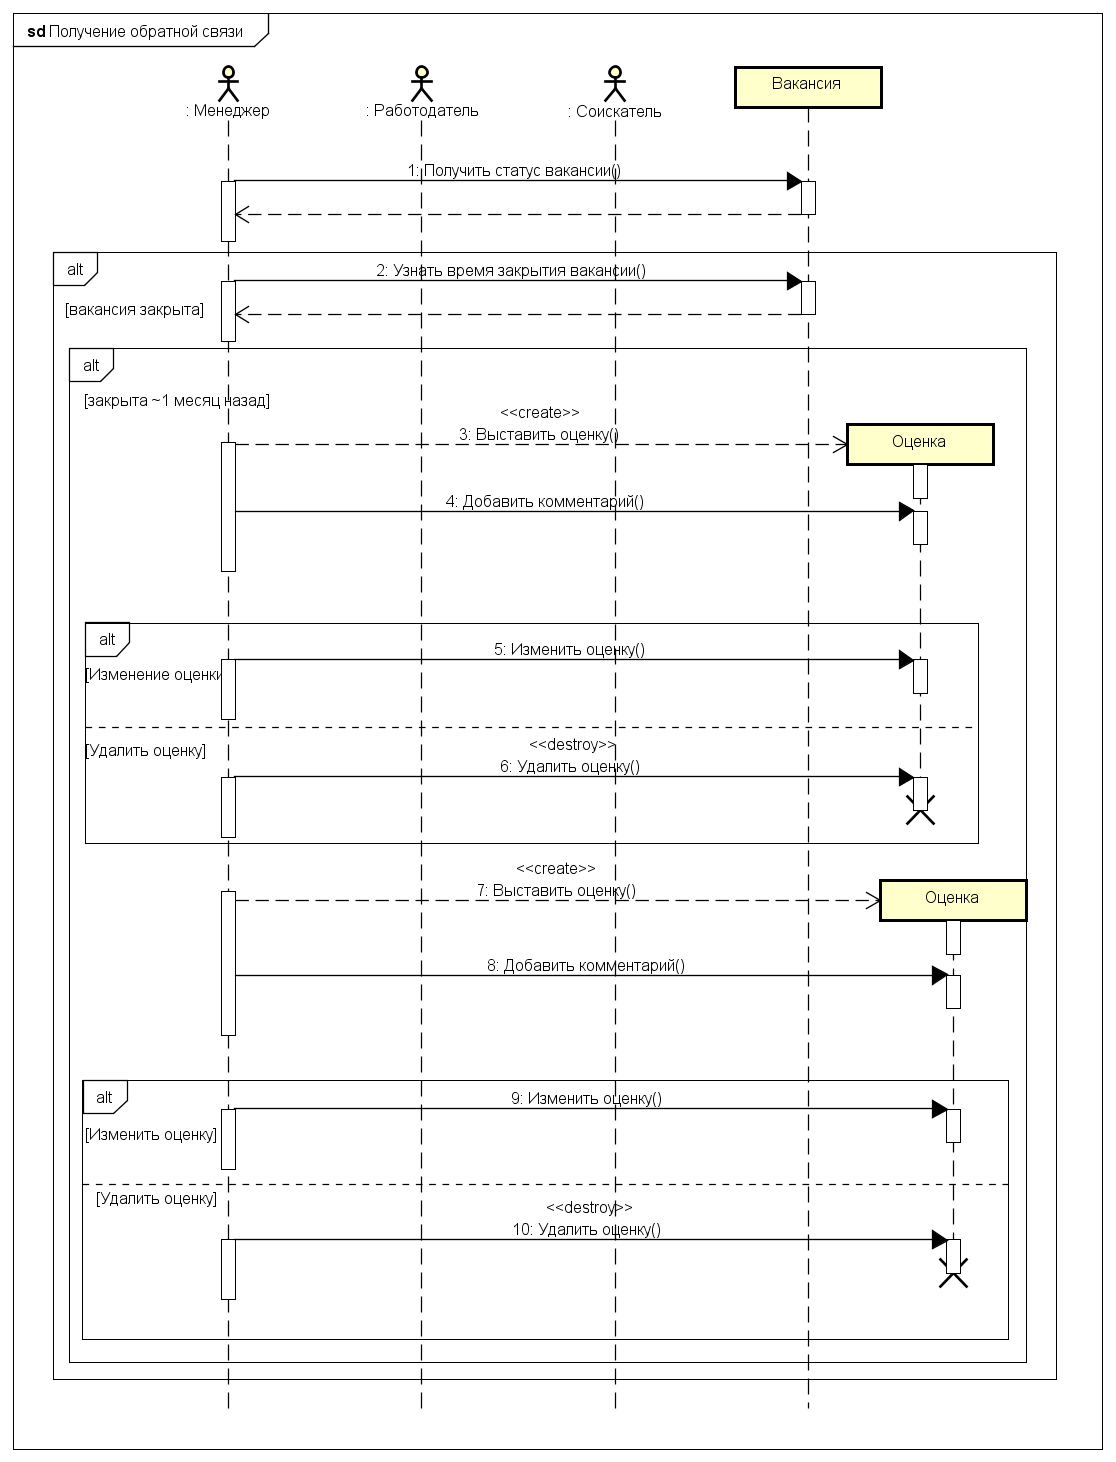 sd Получение обратной связи
: Менеджер
: Работодатель
: Соискатель
Вакансия
1: Получить статус вакансии()
alt
2: Узнать время закрытия вакансии()
[вакансия закрыта]
alt
[закрыта ~1 месяц назад]
<<create>>
3: Выставить оценку()
Оценка
4: Добавить комментарий()
alt
5: Изменить оценку()
[Изменение оценки
[Удалить оценку]
<<destroy>>
6: Удалить оценку()
<<create>>
7: Выставить оценку()
Оценка
8: Добавить комментарий()
alt
9: Изменить оценку()
[Изменить оценку]
[Удалить оценку]
<<destroy>>
10: Удалить оценку()